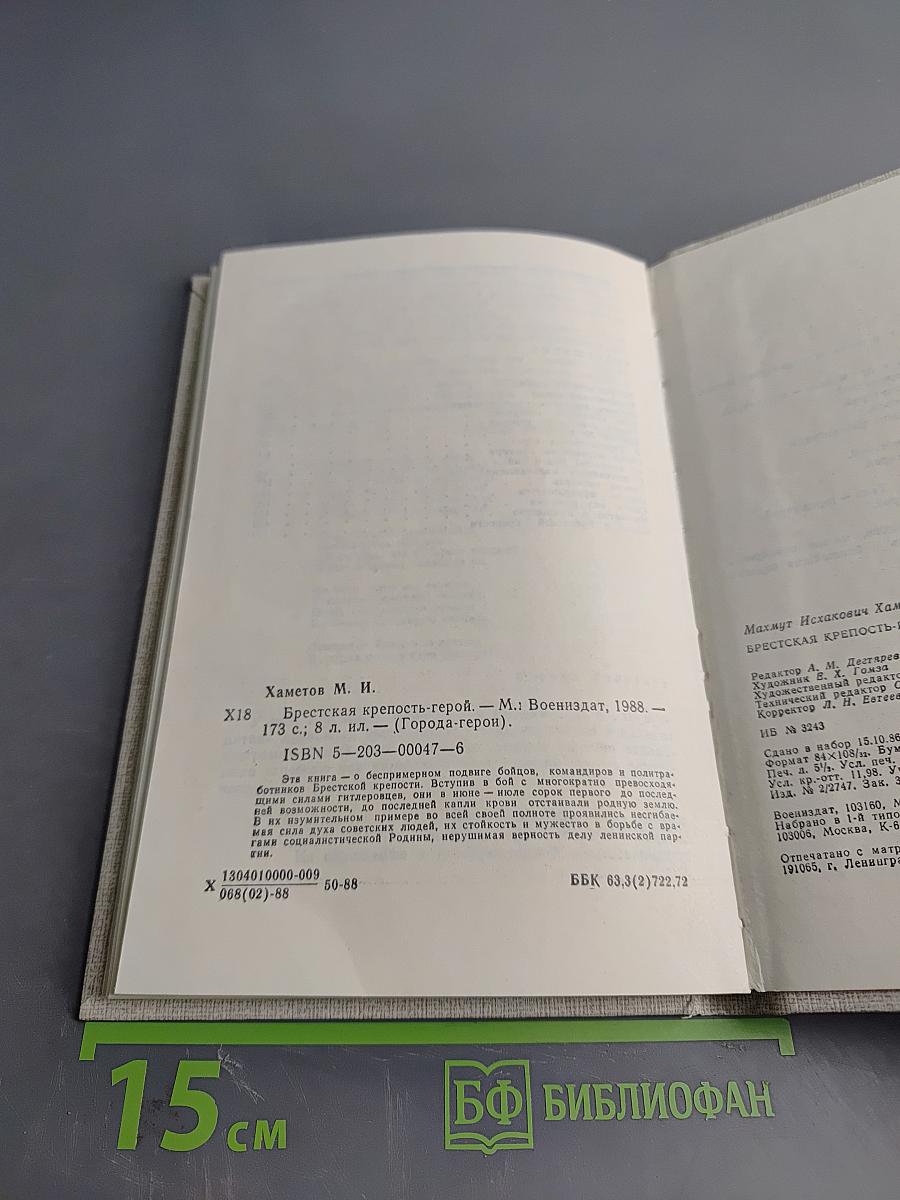 Хаметов М. И.
Х18 Брестская крепость-герой. — М.: Воениздат, 1988. —
173 с.; 8 л. ил. — (Города-герои).
ISBN 5—203—00047—6
Эта книга — о беспримерном подвиге бойцов, командиров и политра-
ботников Брестской крепости. Вступив в бой с многократно превосходя-
щими силами гитлеровцев, они в июне — июле сорок первого до послед-
ней возможности, до последней капли крови отстаивали родную землю.
В их изумительном примере во всей своей полноте проявились несгибае-
мая сила духа советских людей, их стойкость и мужество в борьбе с вра-
гами социалистической Родины, нерушимая верность делу ленинской пар-
тии.
Х 1304010000-009 50-88
068(02)-88
ББК 63,3(2)722,72
Махмут Исхакович Хам
БРЕСТСКАЯ КРЕПОСТЬ-
Редактор А. М. Дегтярев
Художник Е. Х. Гомза
Художественный редакто
Технический редактор
Корректор Л. Н. Евтеев
ИБ № 3243
Сдано в набор 15.10.86
Формат 84×108/32. Бум
Печ. л. 5½. Усл. печ.
Усл. кр.-отт. 11,98. У
Изд. № 2/2747. Зак. 3
Воениздат, 103160, М
Набрано в 1-й типо
103006, Москва, К-6
Отпечатано с матр
191065, г. Ленингра
15 см
БФ БИБЛИОФАН